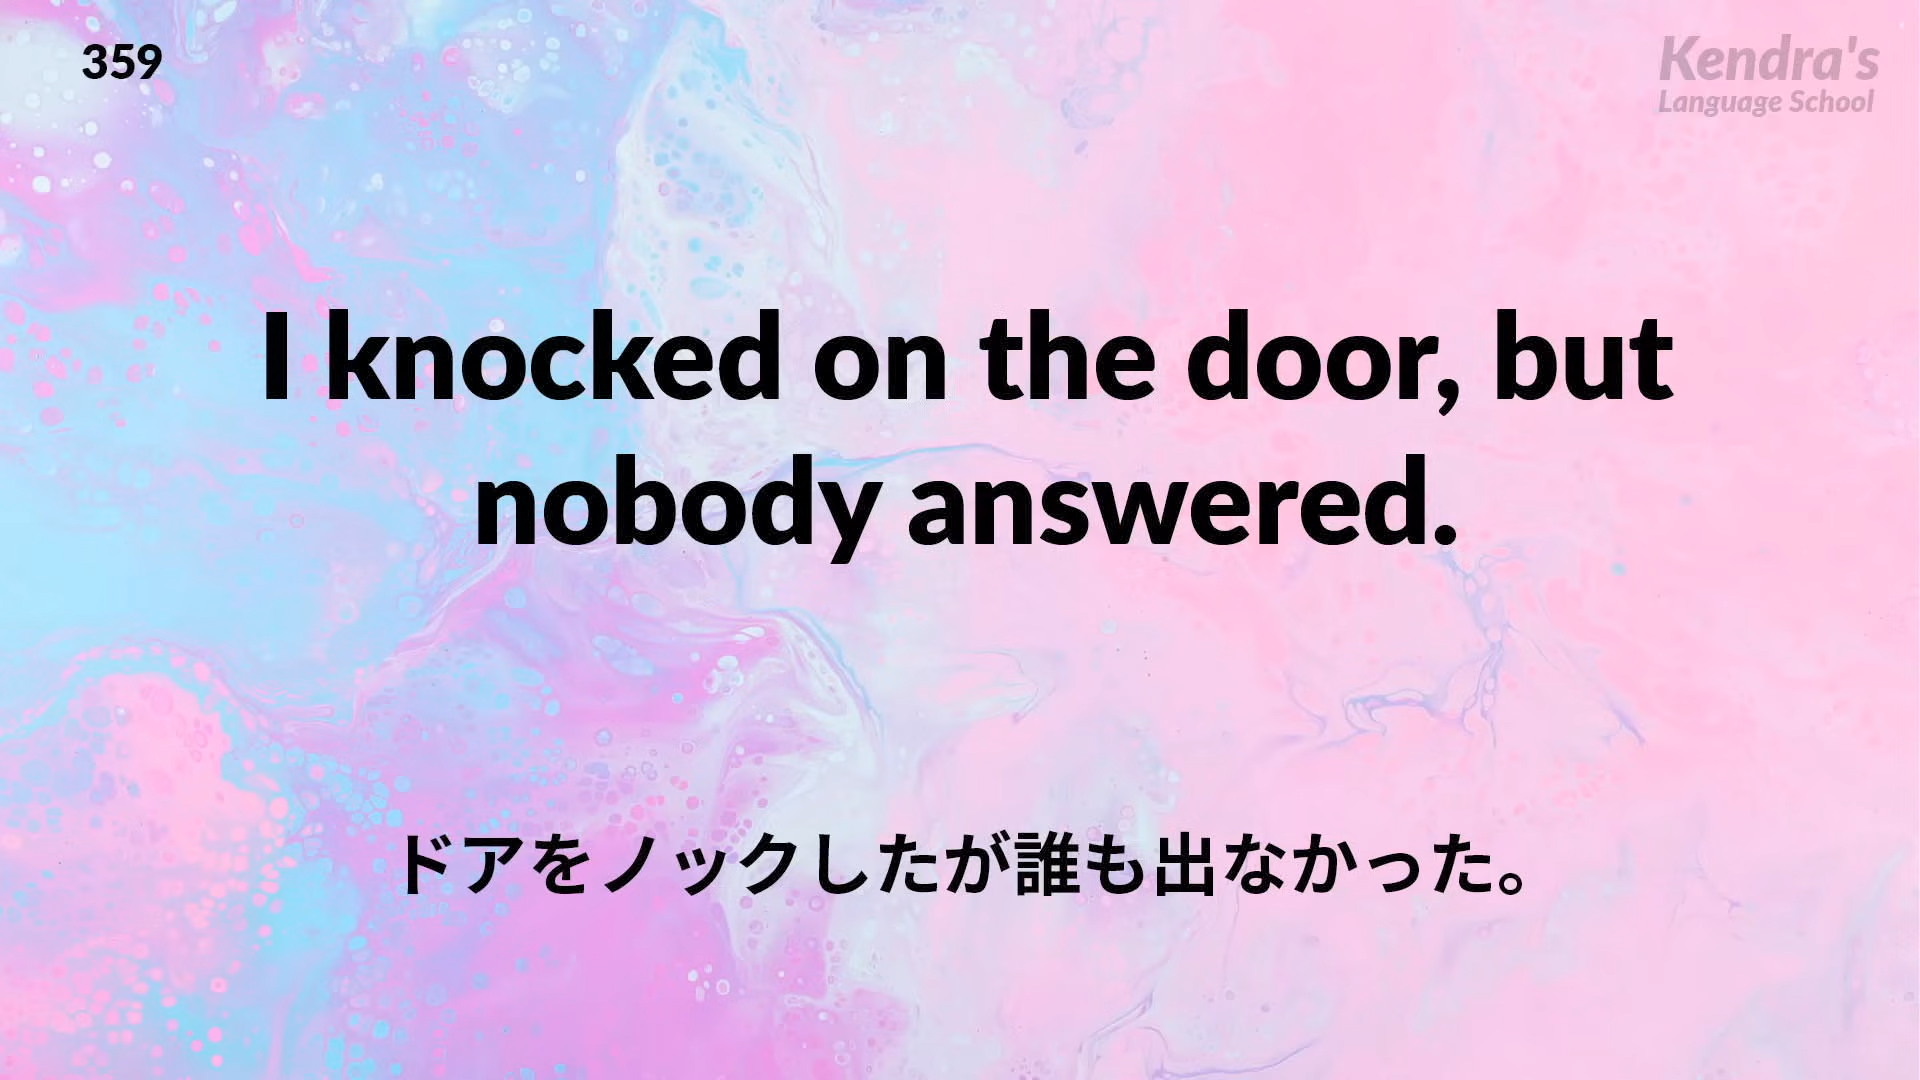 359
Kendra's
Language School
I knocked on the door, but
nobody answered.
ドアをノックしたが誰も出なかった。